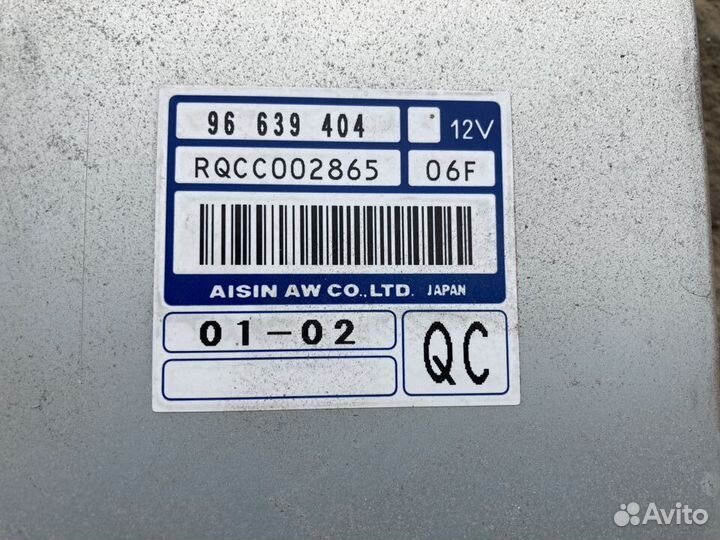 96 639 404 12V
RQCC002865 06F
AISIN AW CO.,LTD. JAPAN
01-02
QC
Avito